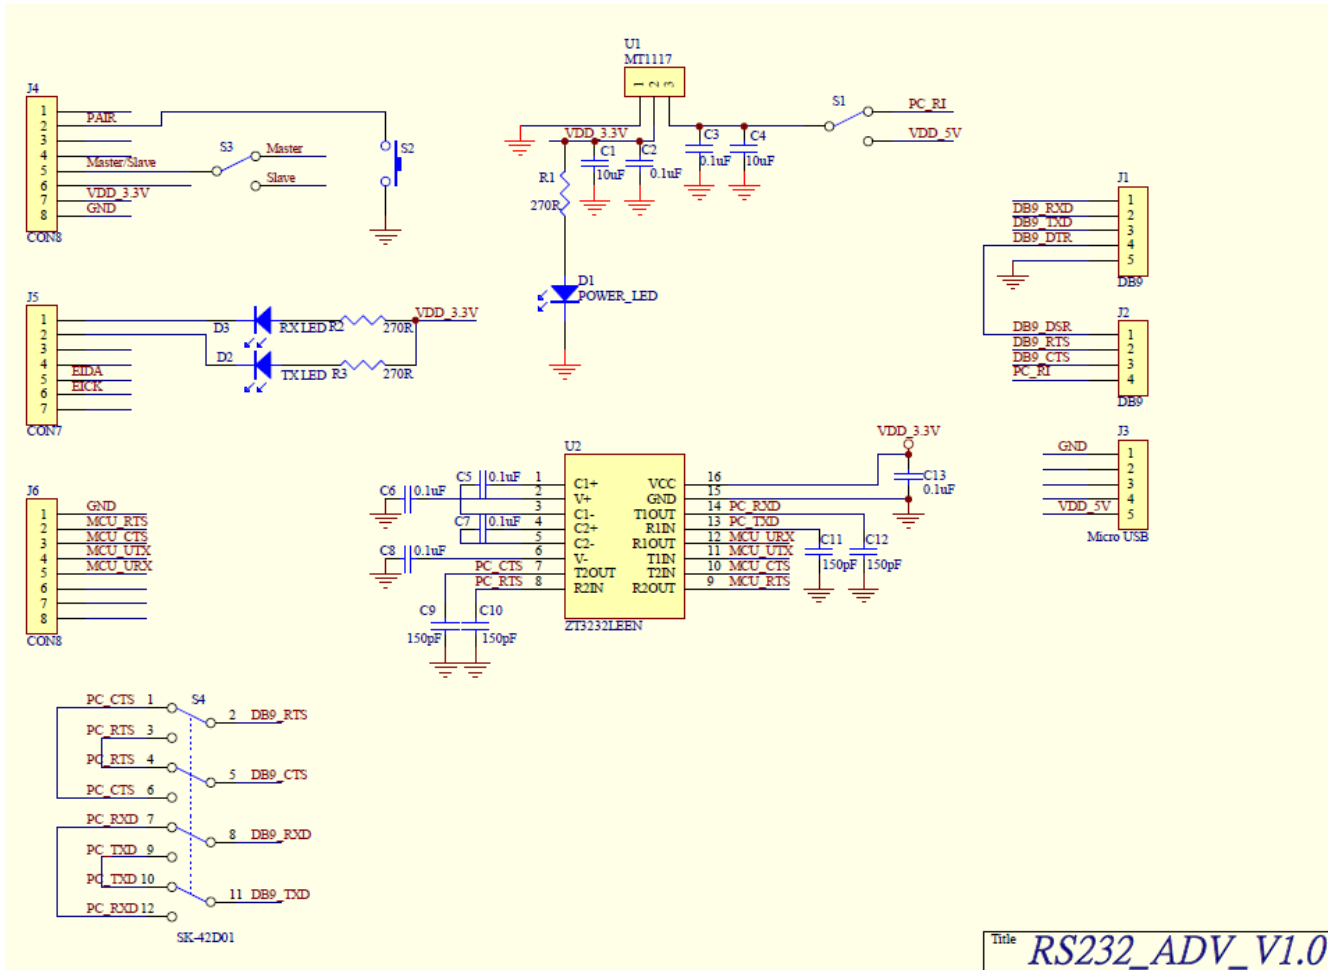 U1
MT1117
1 2 3
S1
PC_RI
VDD_5V
VDD_3.3V
C1
10uF
C2
0.1uF
C3
0.1uF
C4
10uF
R1
270R
D1
POWER_LED
J4
1
PAIR
2
3
4
Master/Slave
5
6
VDD_3.3V
7
GND
8
CON8
S3
Master
Slave
S2
J1
1
DB9_RXD
2
DB9_TXD
3
DB9_DTR
4
5
DB9
J2
DB9_DSR
1
DB9_RTS
2
DB9_CTS
3
PC_RI
4
DB9
J3
GND
1
2
3
4
VDD_5V
5
Micro USB
J5
1
2
3
4
EIDA
5
EICK
6
7
CON7
D3
RX LED
R2
270R
VDD_3.3V
D2
TX LED
R3
270R
U2
1 C1+
2 V+
3 C1-
4 C2+
5 C2-
6 V-
PC_CTS 7 T2OUT
PC_RTS 8 R2IN
VCC 16
GND 15
T1OUT 14 PC_RXD
R1IN 13 PC_TXD
R1OUT 12 MCU_URX
T1IN 11 MCU_UTX
T2IN 10 MCU_CTS
R2OUT 9 MCU_RTS
ZT3232LEEN
C5 0.1uF
C6 0.1uF
C7 0.1uF
C8 0.1uF
C9
150pF
C10
150pF
C11
150pF
C12
150pF
VDD_3.3V
C13
0.1uF
J6
GND
1
MCU_RTS
2
MCU_CTS
3
MCU_UTX
4
MCU_URX
5
6
7
8
CON8
PC_CTS 1
S4
2 DB9_RTS
PC_RTS 3
PC_RTS 4
5 DB9_CTS
PC_CTS 6
PC_RXD 7
8 DB9_RXD
PC_TXD 9
PC_TXD 10
11 DB9_TXD
PC_RXD 12
SK-42D01
Title RS232_ADV_V1.0